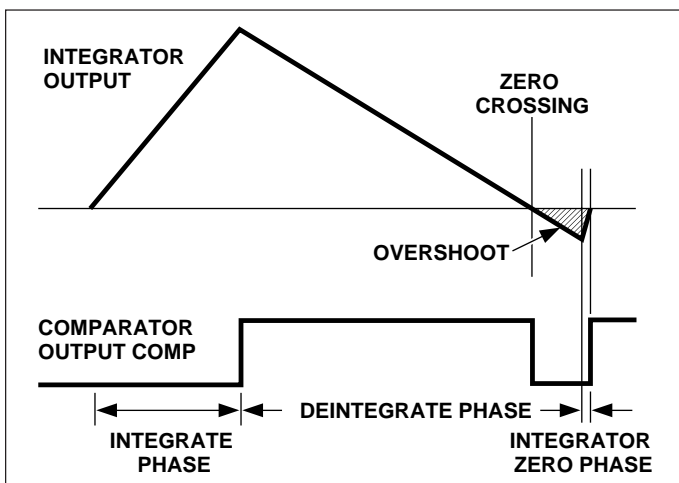 INTEGRATOR
OUTPUT
ZERO
CROSSING
OVERSHOOT
COMPARATOR
OUTPUT COMP
DEINTEGRATE PHASE
INTEGRATE
PHASE
INTEGRATOR
ZERO PHASE